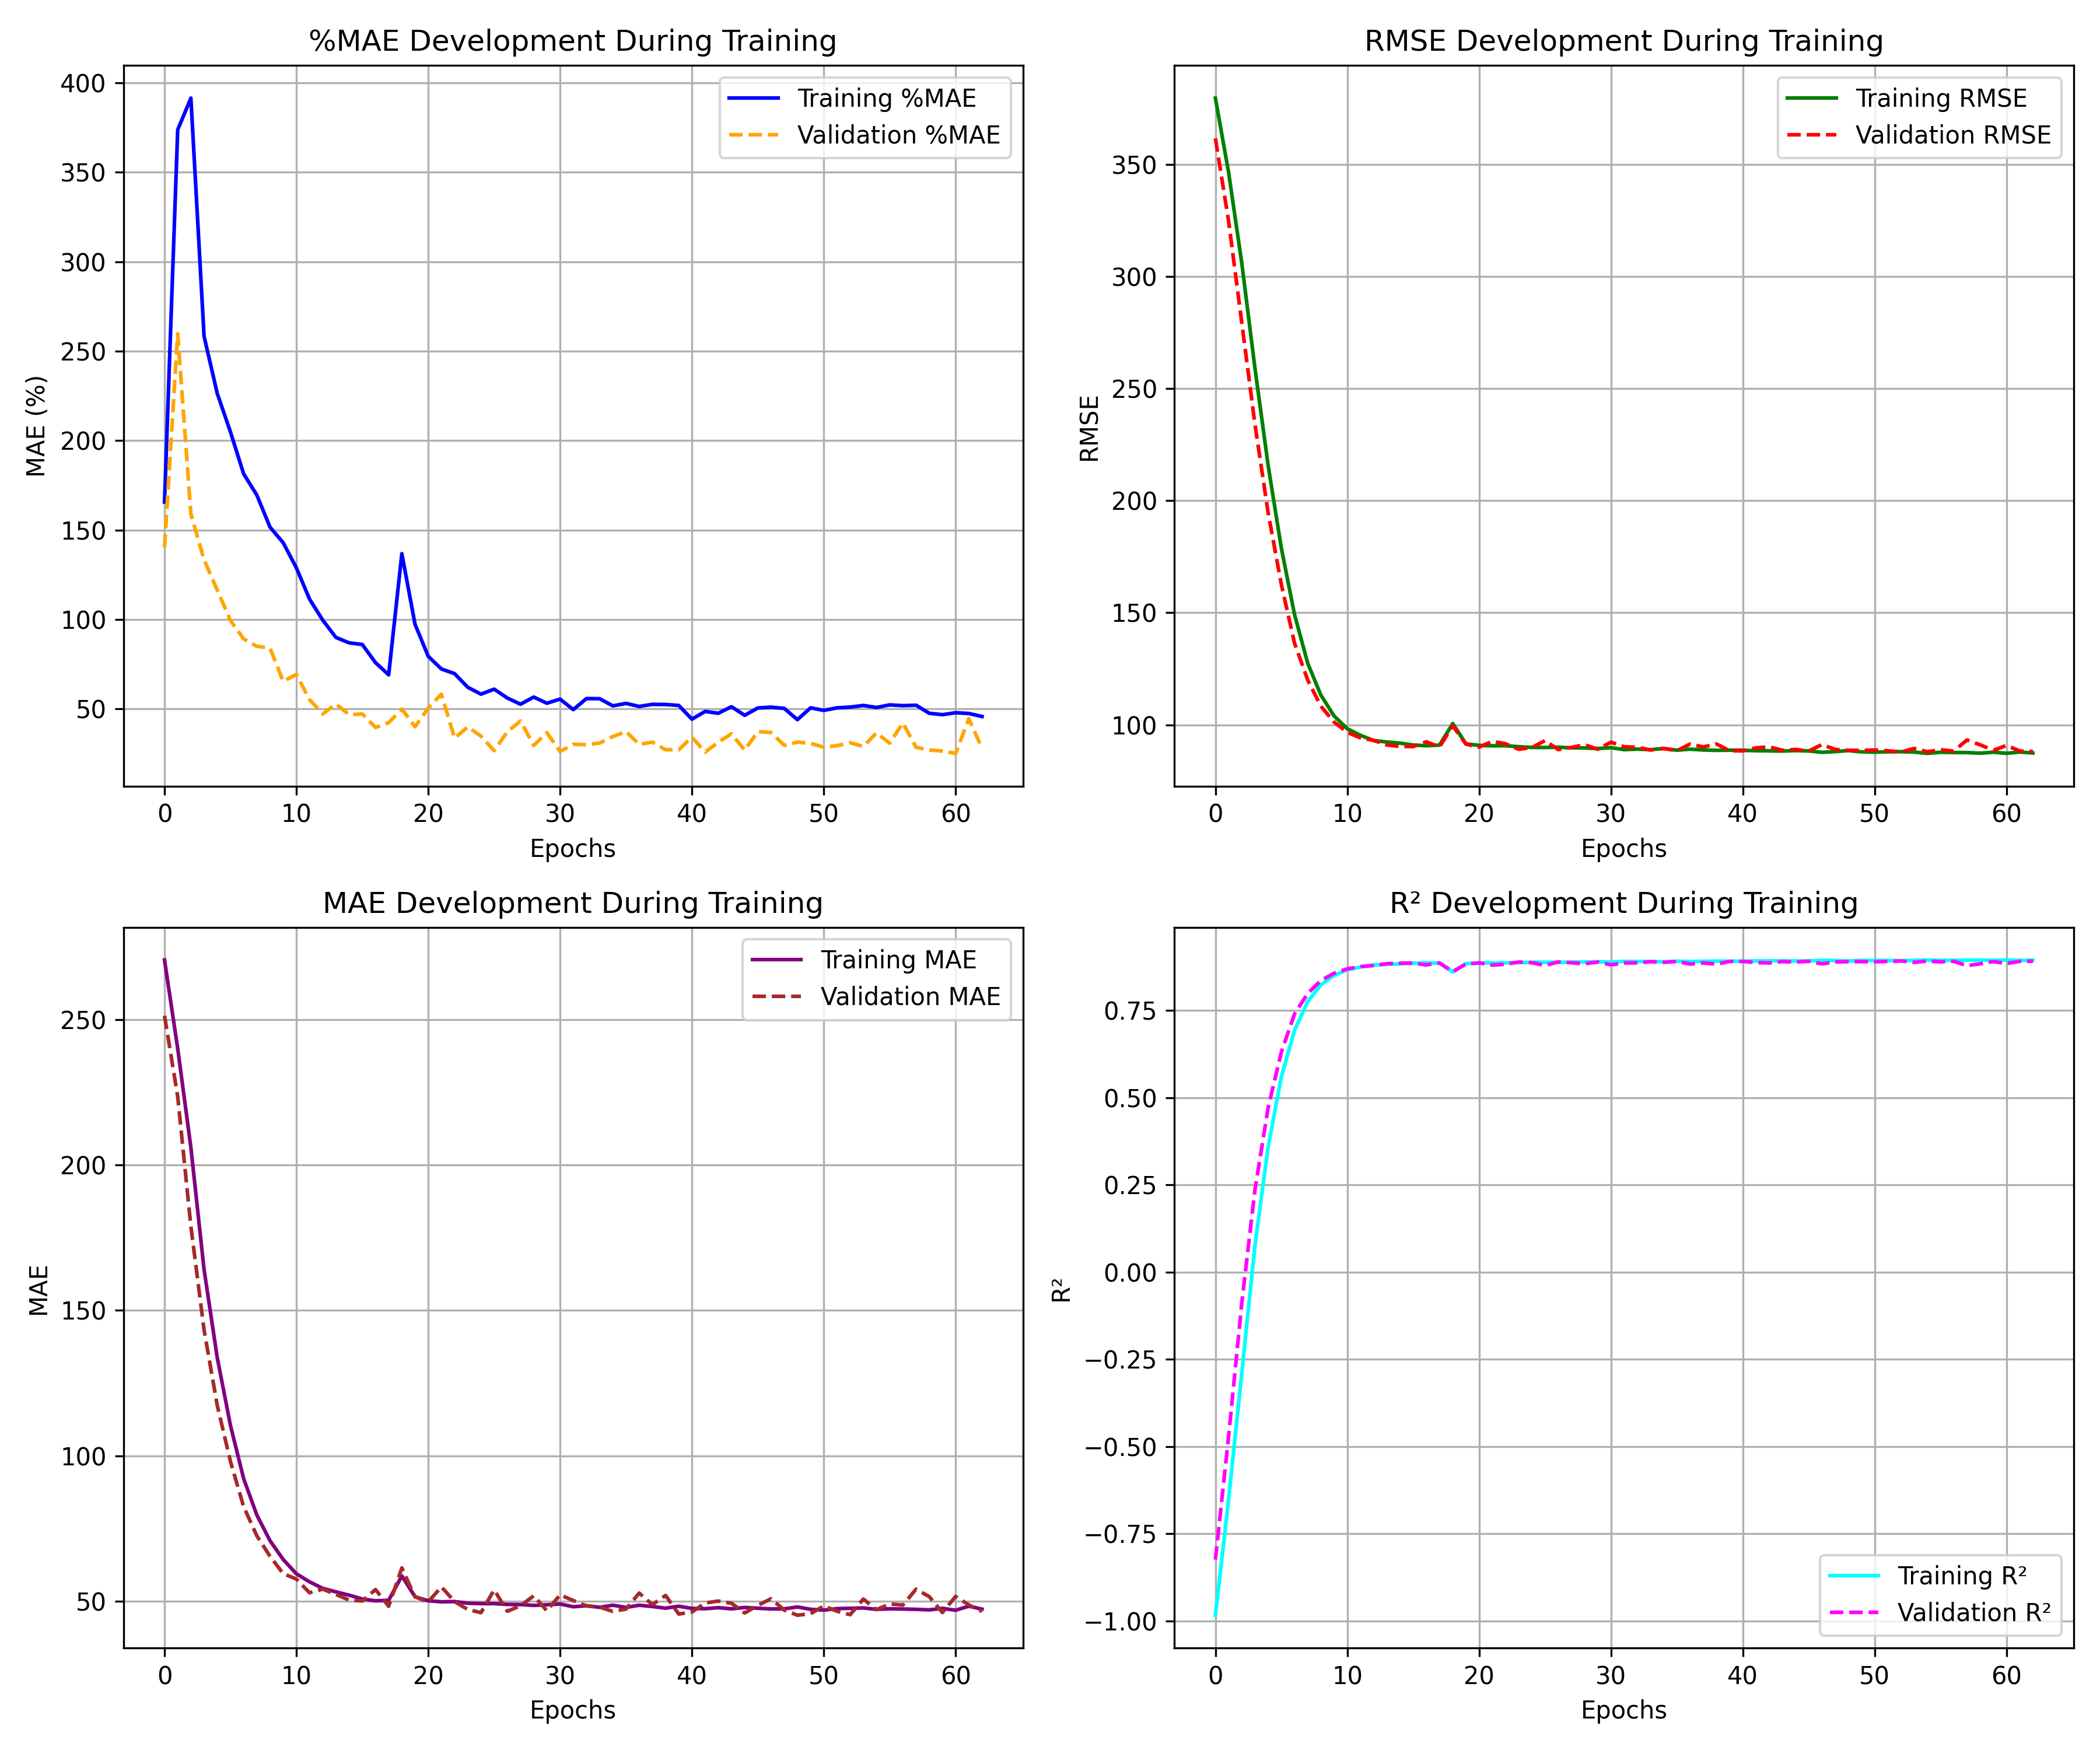 %MAE Development During Training
Training %MAE
Validation %MAE
MAE (%)
400
350
300
250
200
150
100
50
0 10 20 30 40 50 60
Epochs
RMSE Development During Training
Training RMSE
Validation RMSE
RMSE
350
300
250
200
150
100
0 10 20 30 40 50 60
Epochs
MAE Development During Training
Training MAE
Validation MAE
MAE
250
200
150
100
50
0 10 20 30 40 50 60
Epochs
R² Development During Training
R²
0.75
0.50
0.25
0.00
−0.25
−0.50
−0.75
−1.00
Training R²
Validation R²
0 10 20 30 40 50 60
Epochs